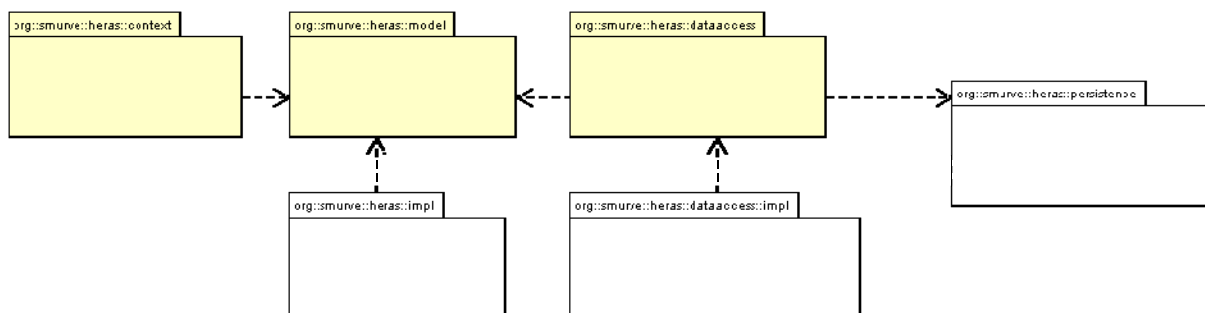 org::smurve::heras::context
org::smurve::heras::model
org::smurve::heras::dataaccess
org::smurve::heras::persistence
org::smurve::heras::impl
org::smurve::heras::dataaccess::impl